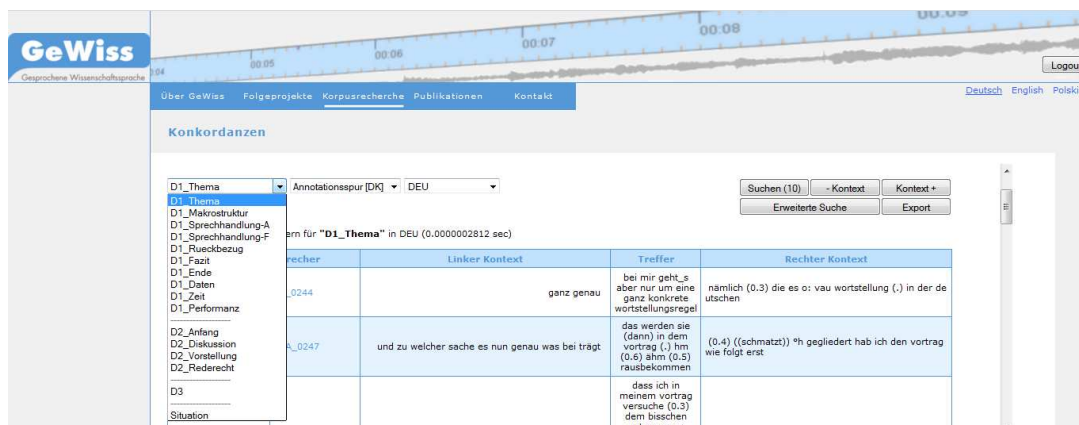 00:09
00:08
00:07
00:06
00:05
0:04
GeWiss
Gesprochene Wissenschaftssprache
Logout
Über GeWiss Folgeprojekte Korpusrecherche Publikationen Kontakt
Deutsch English Polski
Konkordanzen
D1_Thema Annotationsspur [DK] DEU
Suchen (10) - Kontext Kontext +
Erweiterte Suche Export
D1_Thema
D1_Makrostruktur
D1_Sprechhandlung-A
D1_Sprechhandlung-F
D1_Rueckbezug
D1_Fazit
D1_Ende
D1_Daten
D1_Zeit
D1_Performanz
D2_Anfang
D2_Diskussion
D2_Vorstellung
D2_Rederecht
D3
Situation
ern für "D1_Thema" in DEU (0.0000002812 sec)
recher Linker Kontext Treffer Rechter Kontext
_0244
ganz genau
bei mir geht_s
aber nur um eine
ganz konkrete
wortstellungsregel
nämlich (0.3) die es o: vau wortstellung (.) in der de
utschen
A_0247
und zu welcher sache es nun genau was bei trägt
das werden sie
(dann) in dem
vortrag (.) hm
(0.6) ähm (0.5)
rausbekommen
(0.4) ((schmatzt)) °h gegliedert hab ich den vortrag
wie folgt erst
dass ich in
meinem vortrag
versuche (0.3)
dem bisschen